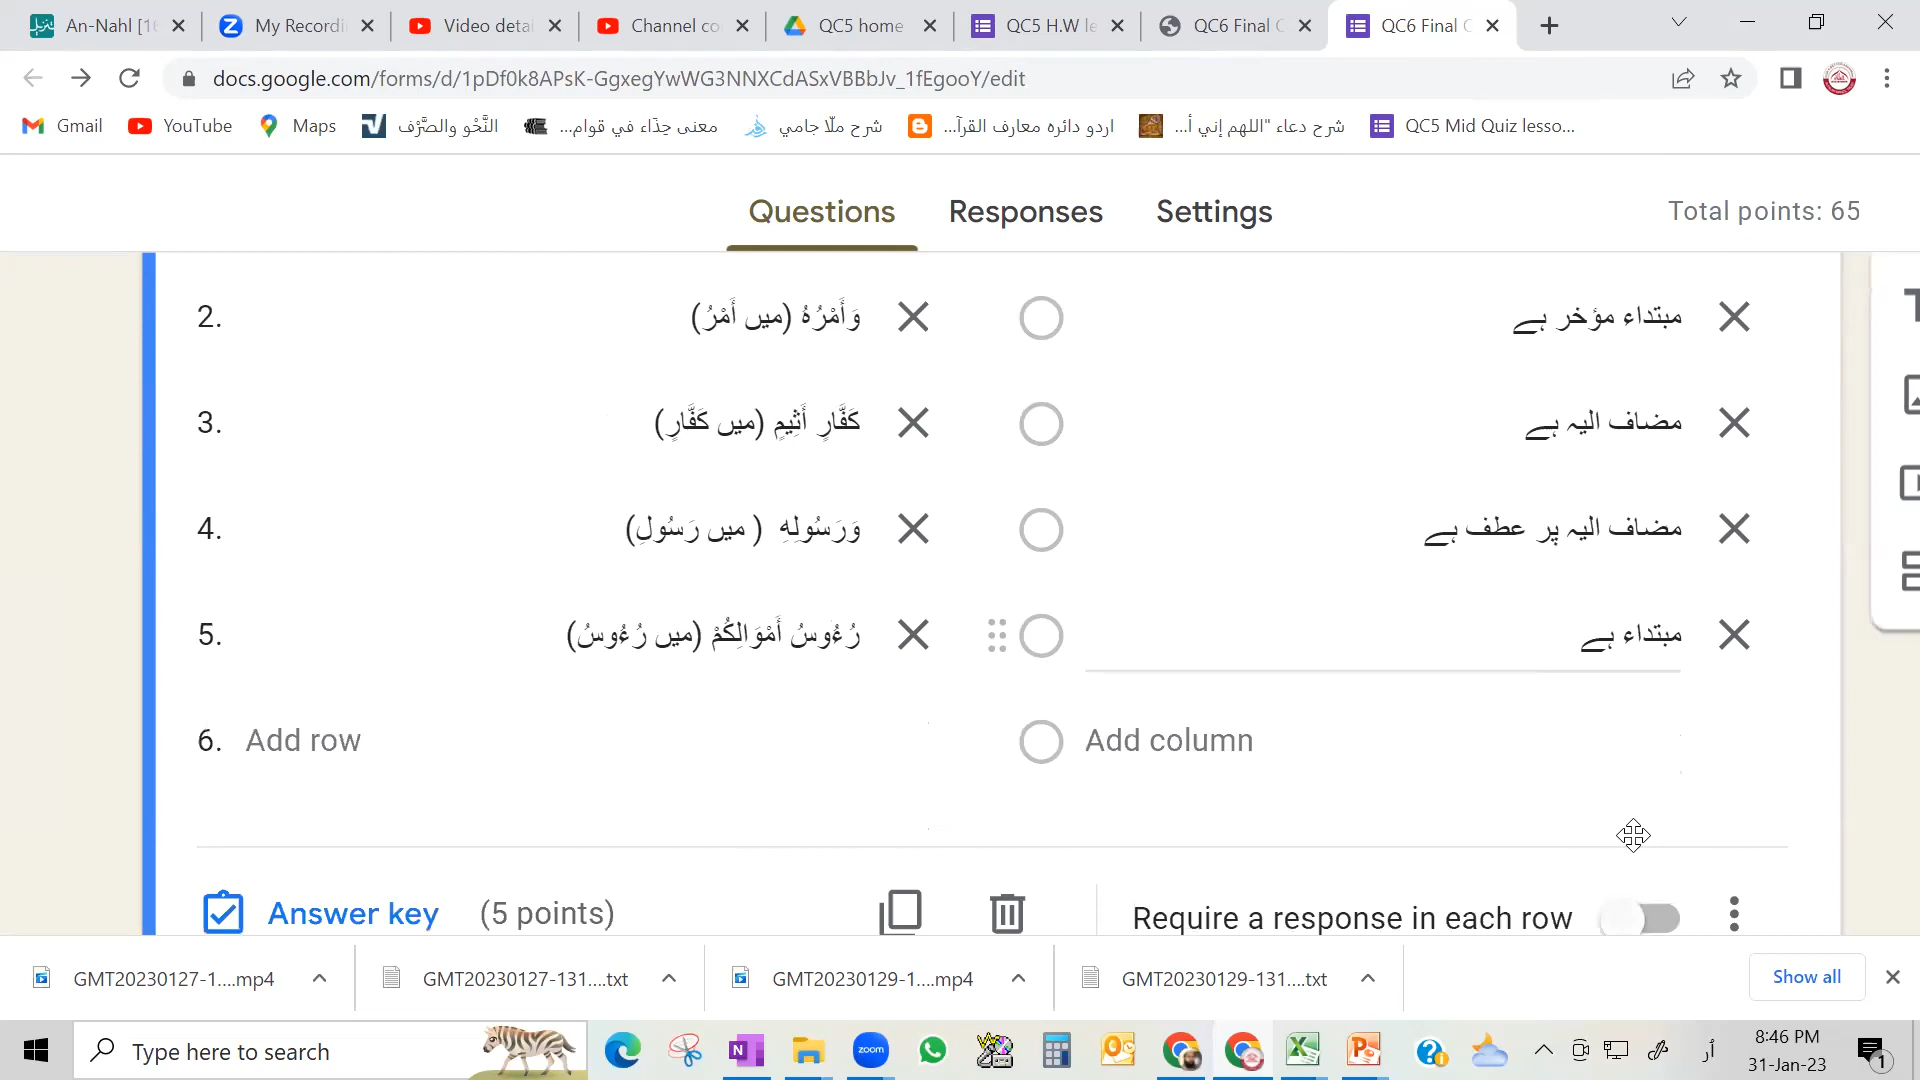 An-Nahl [16
My Recordi
Video detai
Channel co
QC5 home
QC5 H.W le
QC6 Final C
QC6 Final C
docs.google.com/forms/d/1pDf0k8APsK-GgxegYwWG3NNXCdASxVBBbJv_1fEgooY/edit
Gmail
YouTube
Maps
النَّحْو والصَّرْف
معنى حِذَاء في قوام...
شرح ملّا جامي
اردو دائره معارف القرآ...
شرح دعاء "اللهم إني أ...
QC5 Mid Quiz lesso...
Questions
Responses
Settings
Total points: 65
2.
وَأَمْرُهُ (میں أَمْرُ)
مبتداء مؤخر ہے
3.
كَفَّارٍ أَثِيمٍ (میں كَفَّارٍ)
مضاف الیہ ہے
4.
وَرَسُولِهِ ( میں رَسُولِ)
مضاف الیہ پر عطف ہے
5.
رُءُوسُ أَمْوَالِكُمْ (میں رُءُوسُ)
مبتداء ہے
6. Add row
Add column
Answer key
(5 points)
Require a response in each row
GMT20230127-1....mp4
GMT20230127-131....txt
GMT20230129-1....mp4
GMT20230129-131....txt
Show all
Type here to search
zoom
أر
8:46 PM
31-Jan-23
1